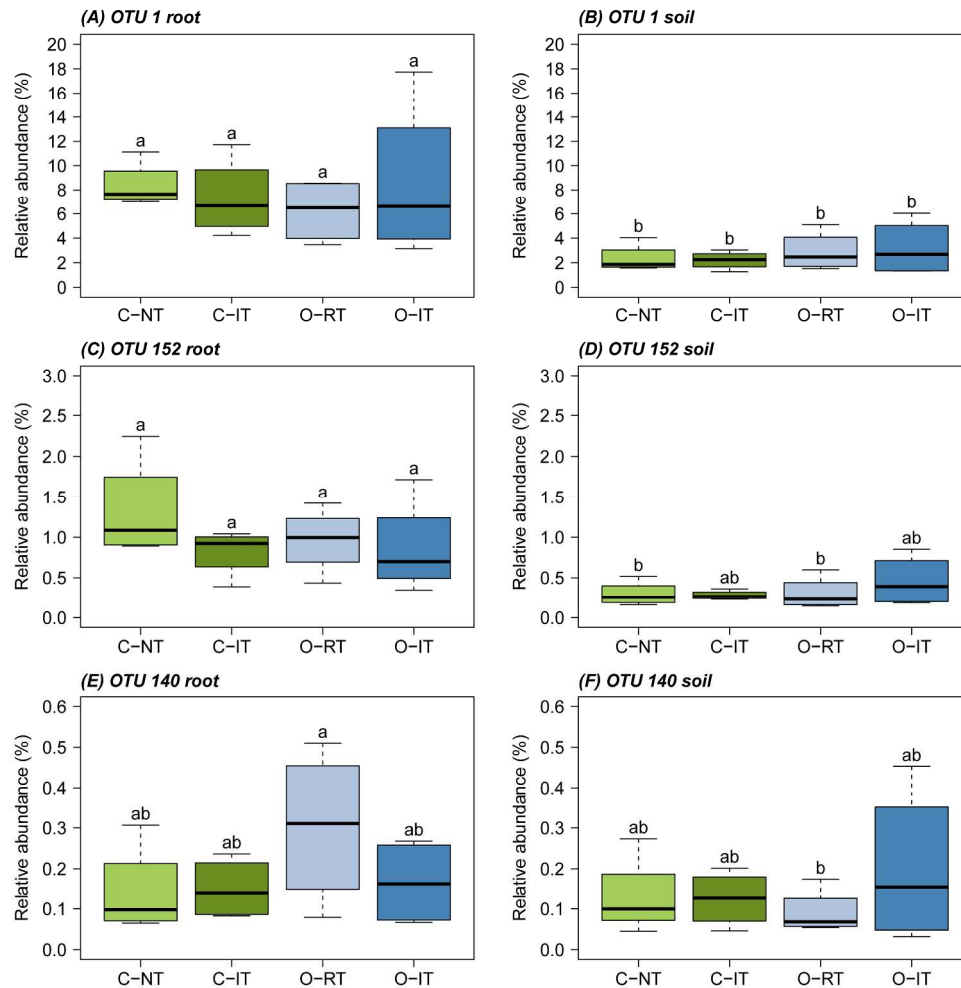 (A) OTU 1 root
Relative abundance (%)
20
18
16
14
12
10
8
6
4
2
0
a
a
a
a
C−NT C−IT O−RT O−IT
(B) OTU 1 soil
Relative abundance (%)
20
18
16
14
12
10
8
6
4
2
0
b
b
b
b
C−NT C−IT O−RT O−IT
(C) OTU 152 root
Relative abundance (%)
3.0
2.5
2.0
1.5
1.0
0.5
0.0
a
a
a
a
C−NT C−IT O−RT O−IT
(D) OTU 152 soil
Relative abundance (%)
3.0
2.5
2.0
1.5
1.0
0.5
0.0
b
ab
b
ab
C−NT C−IT O−RT O−IT
(E) OTU 140 root
Relative abundance (%)
0.6
0.5
0.4
0.3
0.2
0.1
0.0
ab
ab
a
ab
C−NT C−IT O−RT O−IT
(F) OTU 140 soil
Relative abundance (%)
0.6
0.5
0.4
0.3
0.2
0.1
0.0
ab
ab
b
ab
C−NT C−IT O−RT O−IT